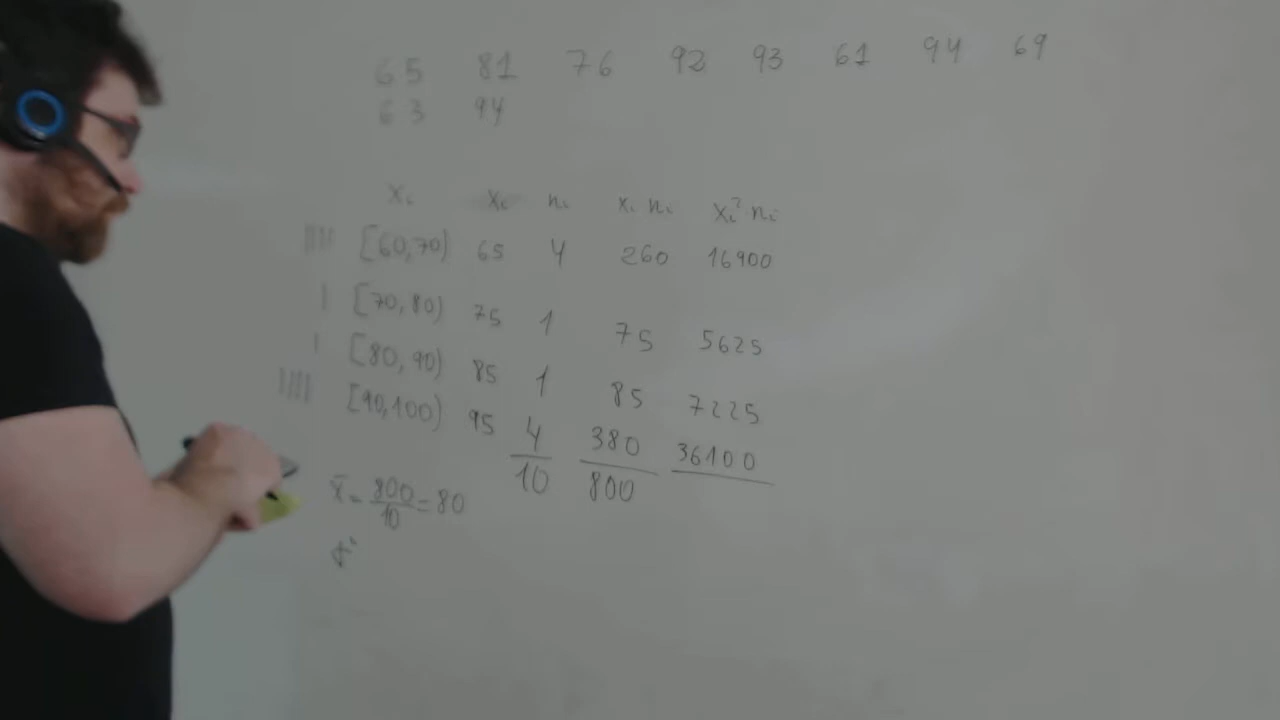 65 81 76 92 93 61 94 69
63 94
xᵢ xᵢ nᵢ xᵢ nᵢ xᵢ² nᵢ
|||| [60,70) 65 4 260 16900
| [70,80) 75 1 75 5625
| [80,90) 85 1 85 7225
|||| [90,100) 95 4 380 36100
10 800
x̄ = 800/10 = 80